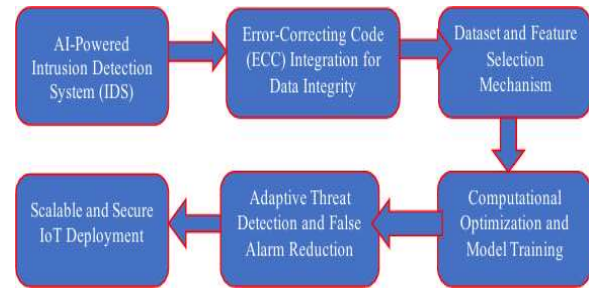 AI-Powered
Intrusion Detection
System (IDS)
Error-Correcting Code
(ECC) Integration for
Data Integrity
Dataset and Feature
Selection
Mechanism
Computational
Optimization and
Model Training
Adaptive Threat
Detection and False
Alarm Reduction
Scalable and Secure
IoT Deployment